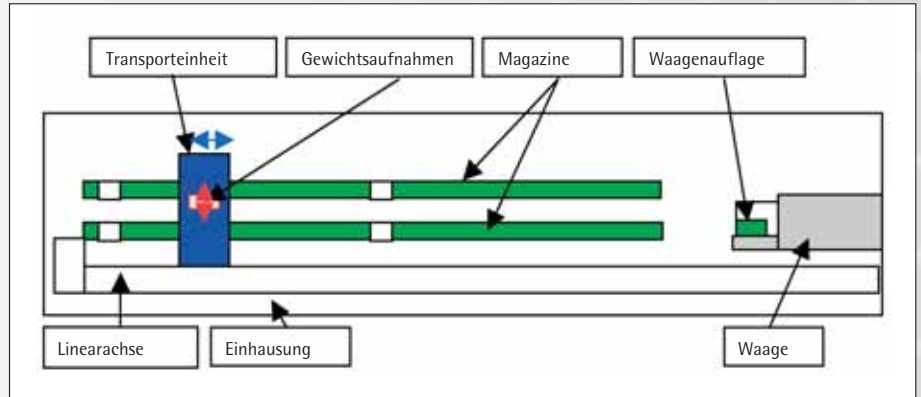 Transporteinheit
Gewichtsaufnahmen
Magazine
Waagenauflage
Linearachse
Einhausung
Waage